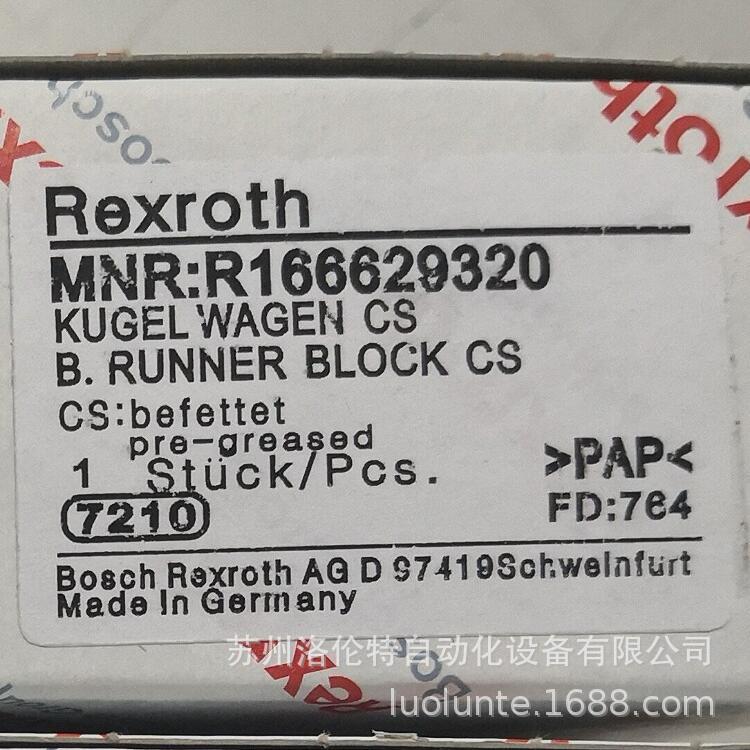 Rexroth
MNR:R166629320
KUGELWAGEN CS
B. RUNNER BLOCK CS
CS:befettet
pre-greased
1 Stück/Pcs.
>PAP<
7210
FD:764
Bosch Rexroth AG D 97419Schweinfurt
Made in Germany
苏州洛伦特自动化设备有限公司
luolunte.1688.com